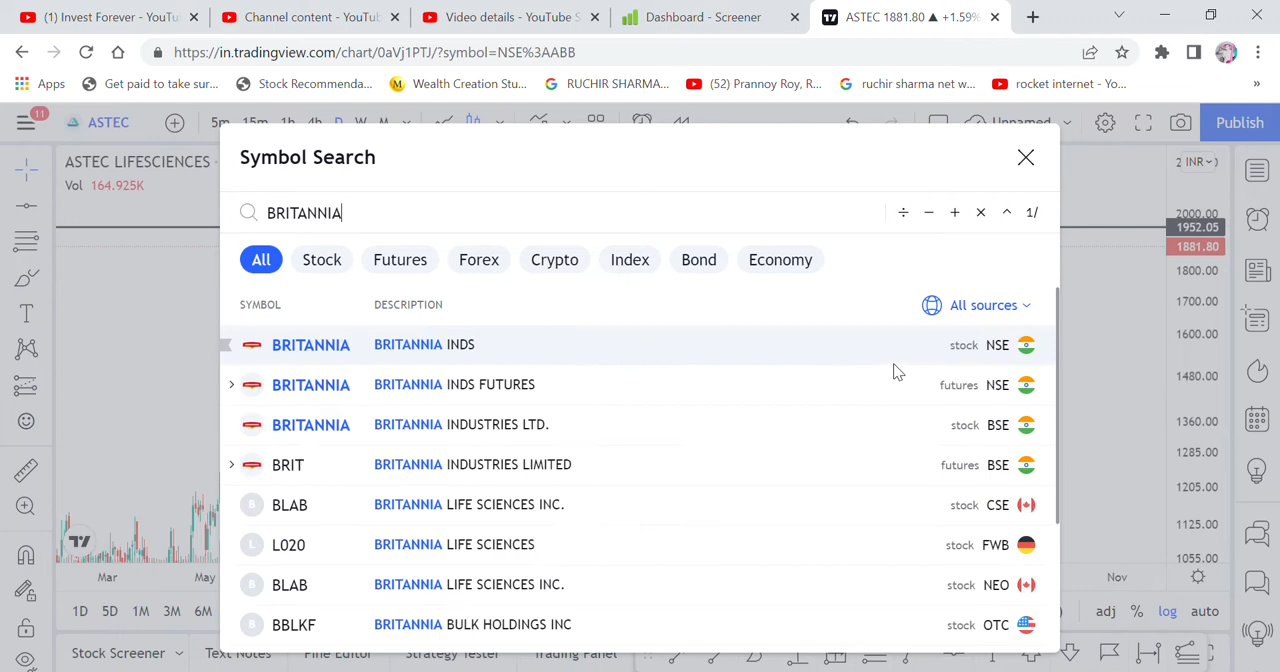 (1) Invest Forever - YouTu
Channel content - YouTub
Video details - YouTube S
Dashboard - Screener
ASTEC 1881.80 ▲ +1.59%
https://in.tradingview.com/chart/0aVj1PTJ/?symbol=NSE%3AABB
Apps
Get paid to take sur...
Stock Recommenda...
Wealth Creation Stu...
RUCHIR SHARMA...
(52) Prannoy Roy, R...
ruchir sharma net w...
rocket internet - Yo...
»
11
ASTEC
5m 15m 1h 4h D W M
Unnamed
Publish
ASTEC LIFESCIENCES
Vol 164.925K
Symbol Search
BRITANNIA
÷ − + × ^ 1/
All
Stock
Futures
Forex
Crypto
Index
Bond
Economy
SYMBOL
DESCRIPTION
All sources
BRITANNIA BRITANNIA INDS stock NSE
BRITANNIA BRITANNIA INDS FUTURES futures NSE
BRITANNIA BRITANNIA INDUSTRIES LTD. stock BSE
BRIT BRITANNIA INDUSTRIES LIMITED futures BSE
B BLAB BRITANNIA LIFE SCIENCES INC. stock CSE
L L020 BRITANNIA LIFE SCIENCES stock FWB
B BLAB BRITANNIA LIFE SCIENCES INC. stock NEO
B BBLKF BRITANNIA BULK HOLDINGS INC stock OTC
INR
2000.00
1952.05
1881.80
1800.00
1700.00
1600.00
1480.00
1360.00
1285.00
1205.00
1125.00
1055.00
Mar
May
Nov
1D 5D 1M 3M 6M
adj % log auto
Stock Screener
Text Notes
Pine Editor
Strategy Tester
Trading Panel